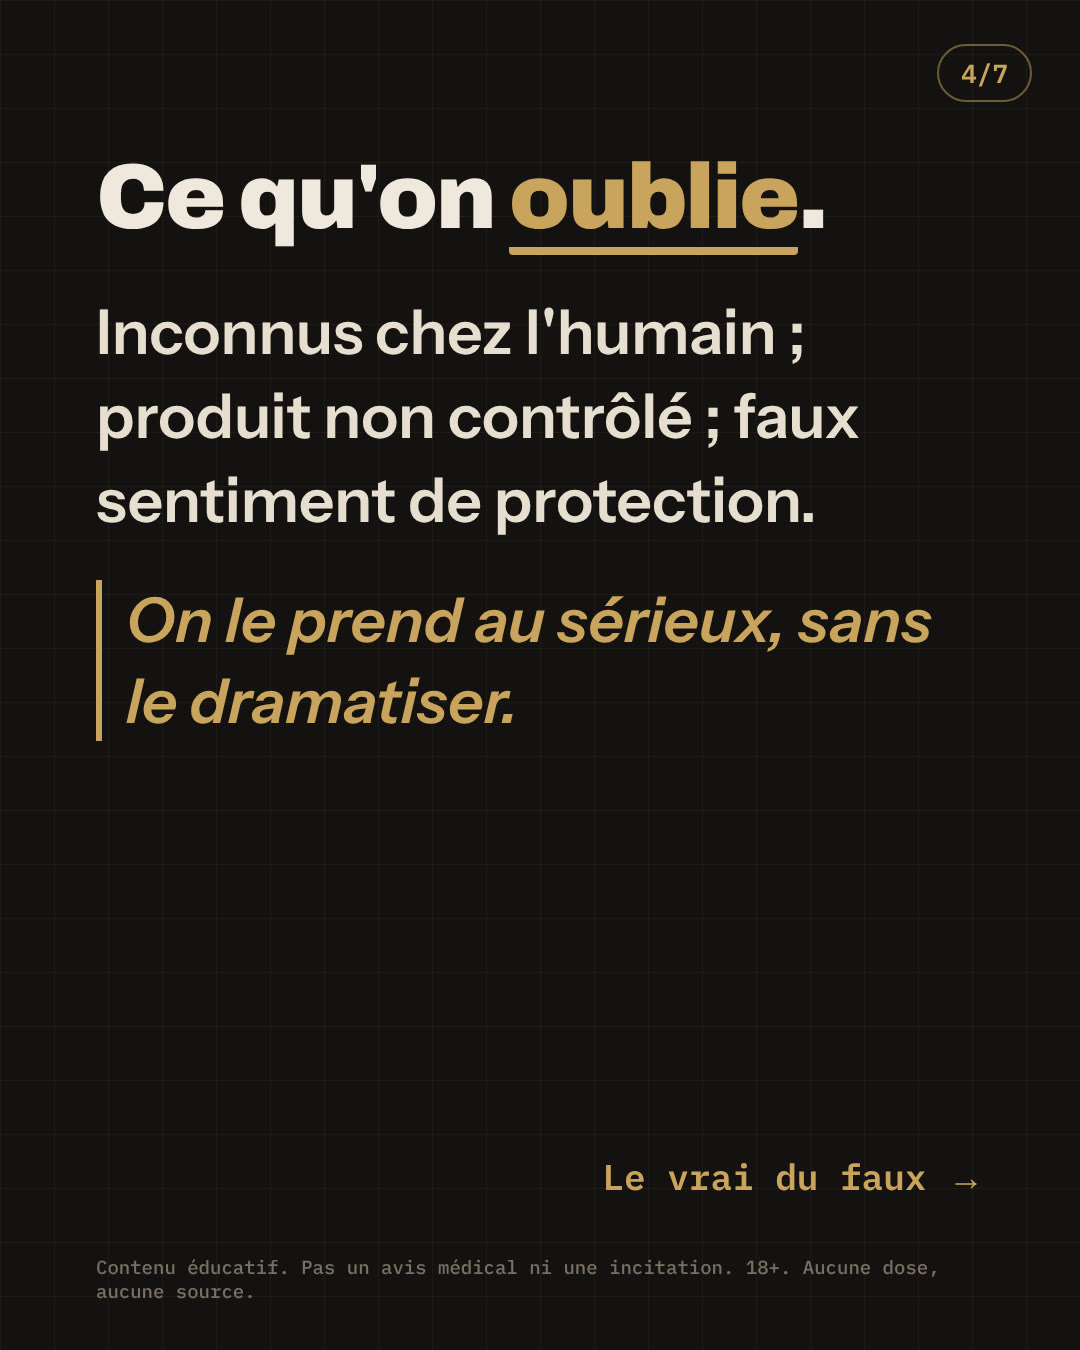 4/7
Ce qu'on oublie.
Inconnus chez l'humain ;
produit non contrôlé ; faux
sentiment de protection.
On le prend au sérieux, sans
le dramatiser.
Le vrai du faux →
Contenu éducatif. Pas un avis médical ni une incitation. 18+. Aucune dose,
aucune source.